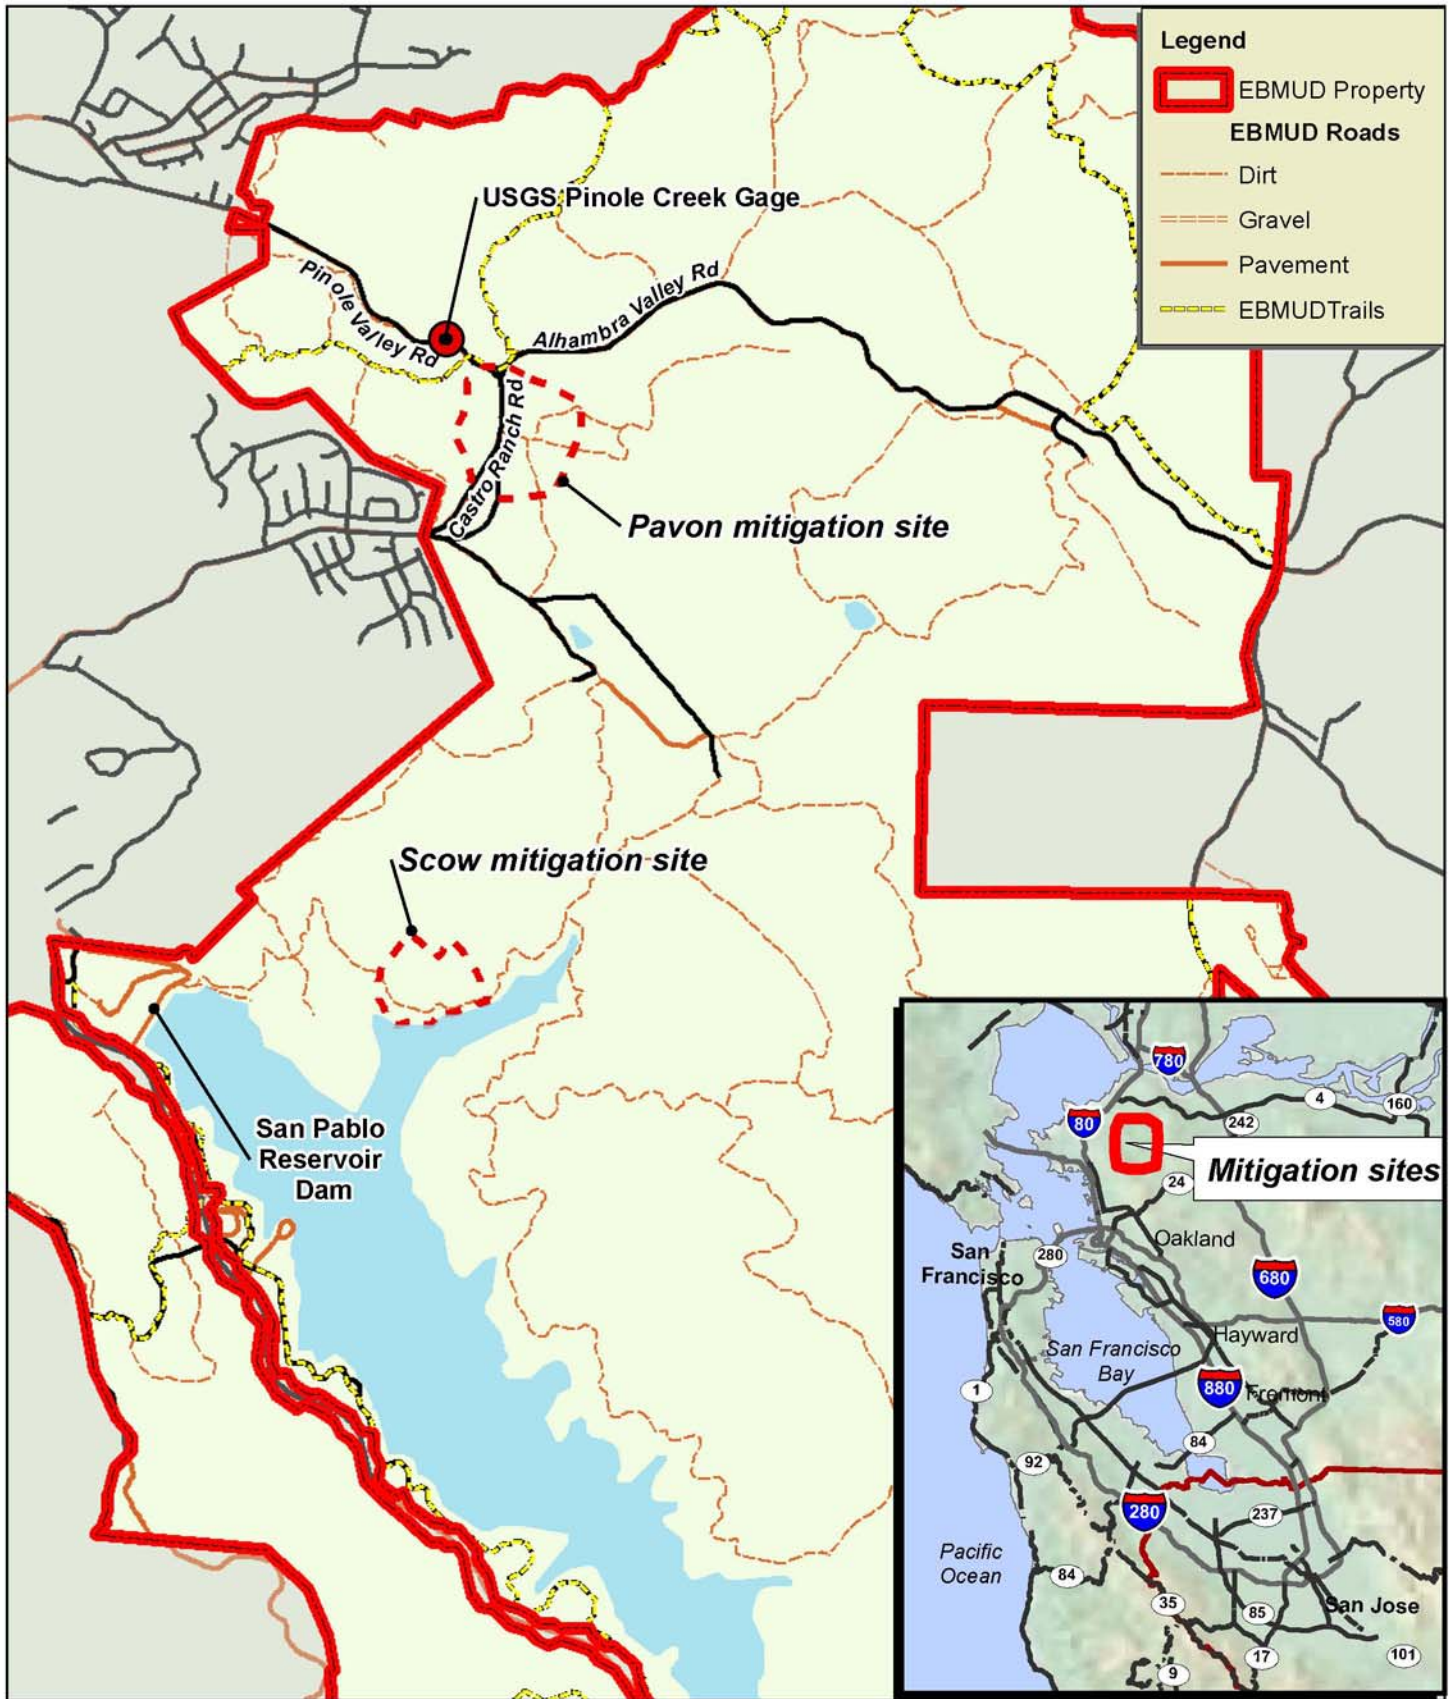 Legend
EBMUD Property
EBMUD Roads
Dirt
Gravel
Pavement
EBMUDTrails
USGS Pinole Creek Gage
Pinole Valley Rd
Alhambra Valley Rd
Castro Ranch Rd
Pavon mitigation site
Scow mitigation site
San Pablo
Reservoir
Dam
780
4
160
80
242
Mitigation sites
24
Oakland
San
Francisco
280
680
580
Hayward
San Francisco
Bay
880
Fremont
1
84
92
280
237
Pacific
Ocean
84
35
85
San Jose
17
101
9